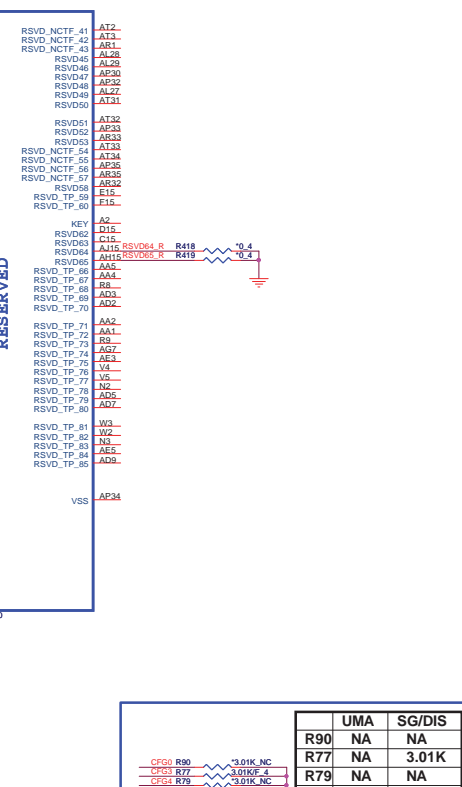 RSVD_NCTF_41 AT2
RSVD_NCTF_42 AT3
RSVD_NCTF_43 AR1
RSVD45 AL28
RSVD46 AL29
RSVD47 AP30
RSVD48 AP32
RSVD49 AL27
RSVD50 AT31
RSVD51 AT32
RSVD52 AP33
RSVD53 AR33
RSVD_NCTF_54 AT33
RSVD_NCTF_55 AT34
RSVD_NCTF_56 AP35
RSVD_NCTF_57 AR35
RSVD58 AR32
RSVD_TP_59 E15
RSVD_TP_60 F15
KEY A2
RSVD62 D15
RSVD63 C15
RSVD64 AJ15 RSVD64_R R418 *0_4
RSVD65 AH15 RSVD65_R R419 *0_4
RSVD_TP_66 AA5
RSVD_TP_67 AA4
RSVD_TP_68 R8
RSVD_TP_69 AD3
RSVD_TP_70 AD2
RSVD_TP_71 AA2
RSVD_TP_72 AA1
RSVD_TP_73 R9
RSVD_TP_74 AG7
RSVD_TP_75 AE3
RSVD_TP_76 V4
RSVD_TP_77 V5
RSVD_TP_78 N2
RSVD_TP_79 AD5
RSVD_TP_80 AD7
RSVD_TP_81 W3
RSVD_TP_82 W2
RSVD_TP_83 N3
RSVD_TP_84 AE5
RSVD_TP_85 AD9
VSS AP34
RESERVED
CFG0 R90 *3.01K_NC
CFG3 R77 3.01K/F_4
CFG4 R79 *3.01K_NC
UMA SG/DIS
R90 NA NA
R77 NA 3.01K
R79 NA NA